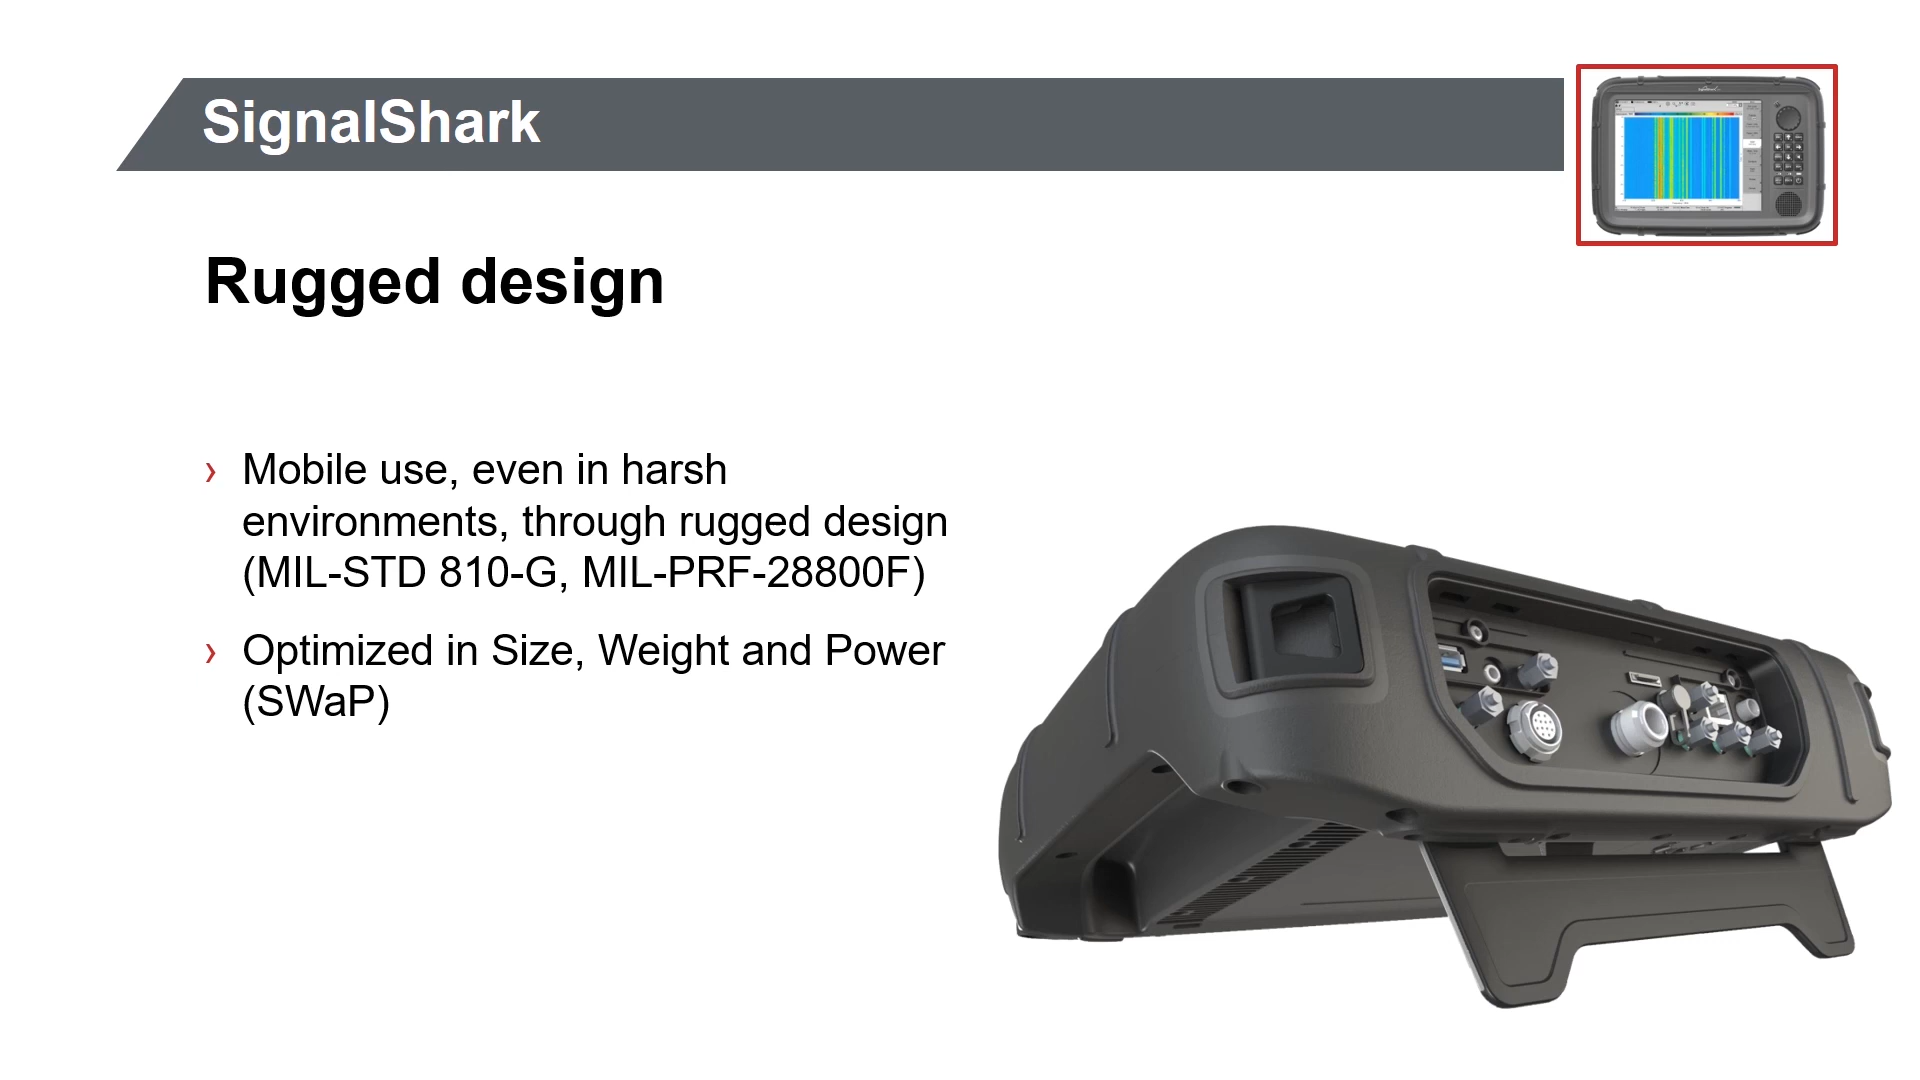 SignalShark
Rugged design
› Mobile use, even in harsh
environments, through rugged design
(MIL-STD 810-G, MIL-PRF-28800F)
› Optimized in Size, Weight and Power
(SWaP)